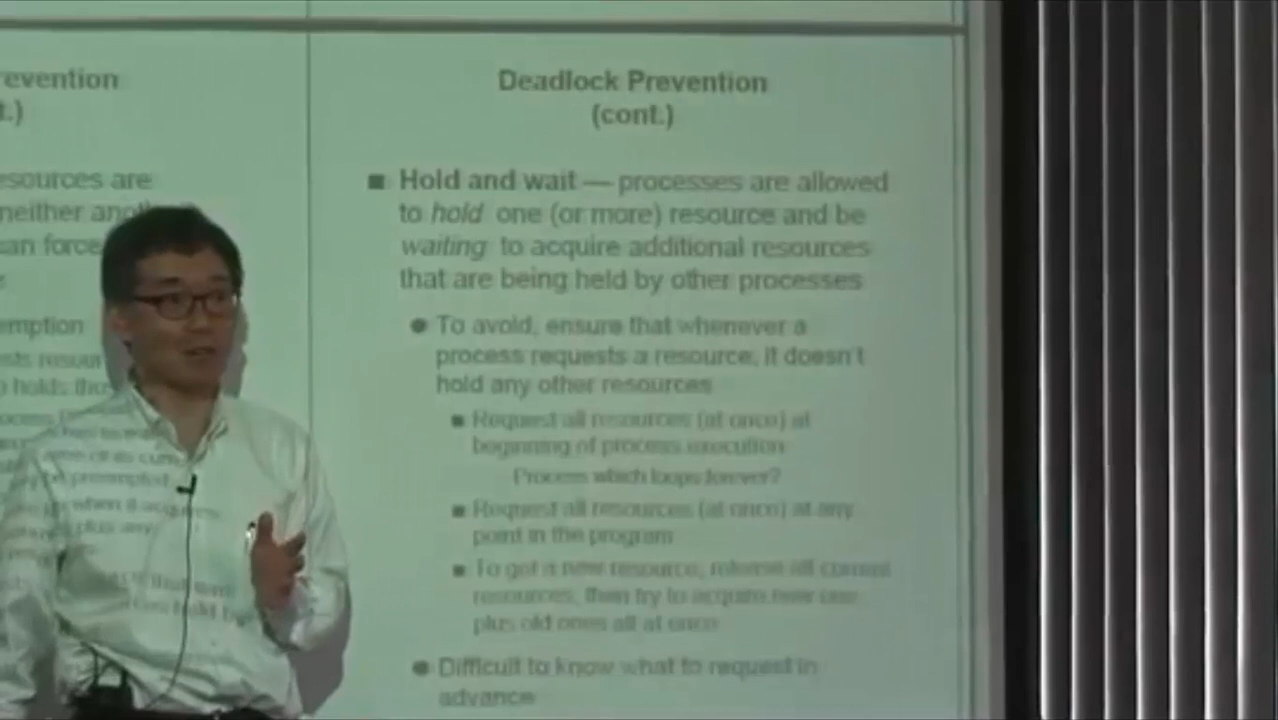 revention
t.)
esources are
neither
an force
emption
sts resour
o holds
Deadlock Prevention
(cont.)
■ Hold and wait — processes are allowed
to hold one (or more) resource and be
waiting to acquire additional resources
that are being held by other processes
● To avoid, ensure that whenever a
process requests a resource, it doesn't
hold any other resources
■ Request all resources (at once) at
beginning of process execution
Process which loops forever?
■ Request all resources (at once) at any
point in the program
■ To get a new resource, release all current
resources, then try to acquire new one
plus old ones all at once
● Difficult to know what to request in
advance